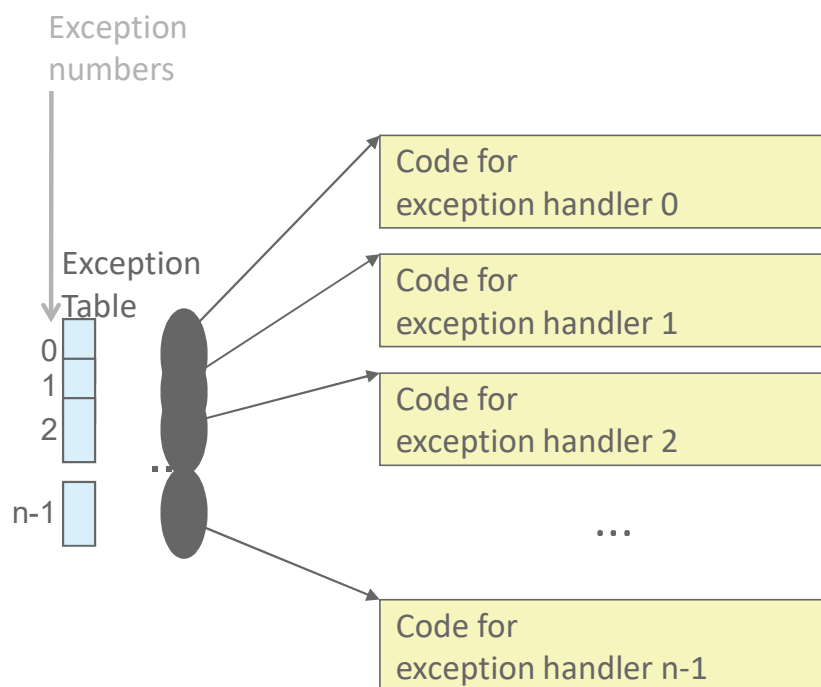 Exception
numbers
Exception
Table
0
1
2
..
n-1
Code for
exception handler 0
Code for
exception handler 1
Code for
exception handler 2
...
Code for
exception handler n-1